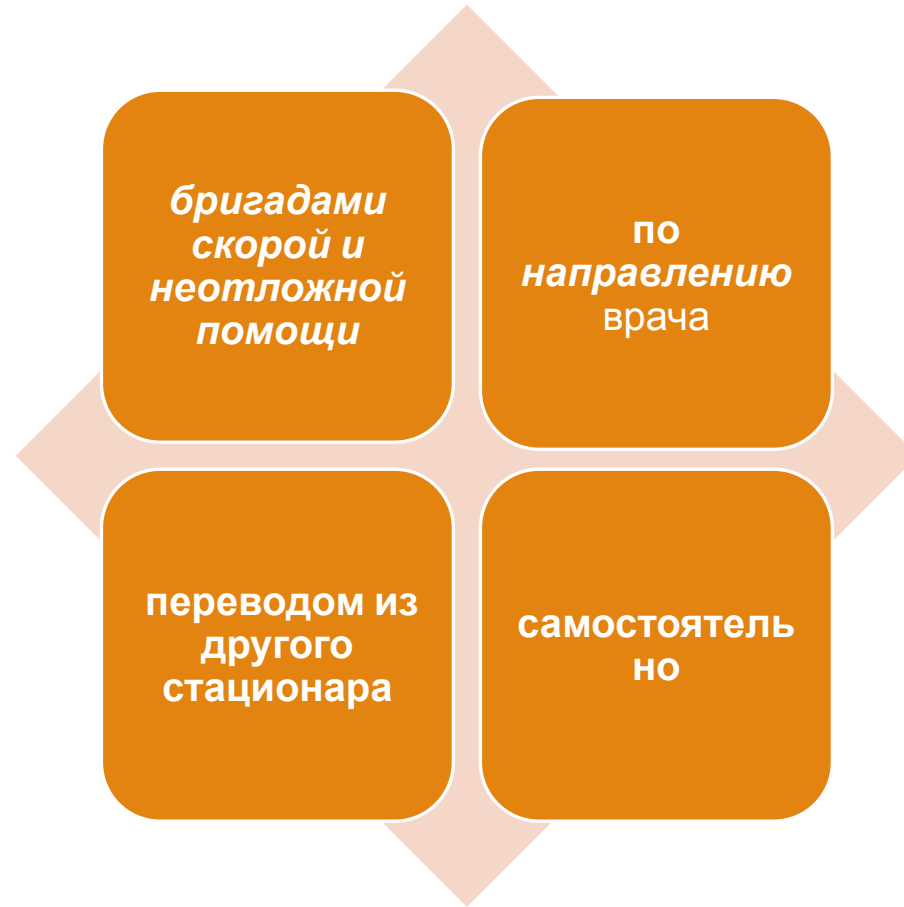 бригадами
скорой и
неотложной
помощи
по
направлению
врача
переводом из
другого
стационара
самостоятель
но